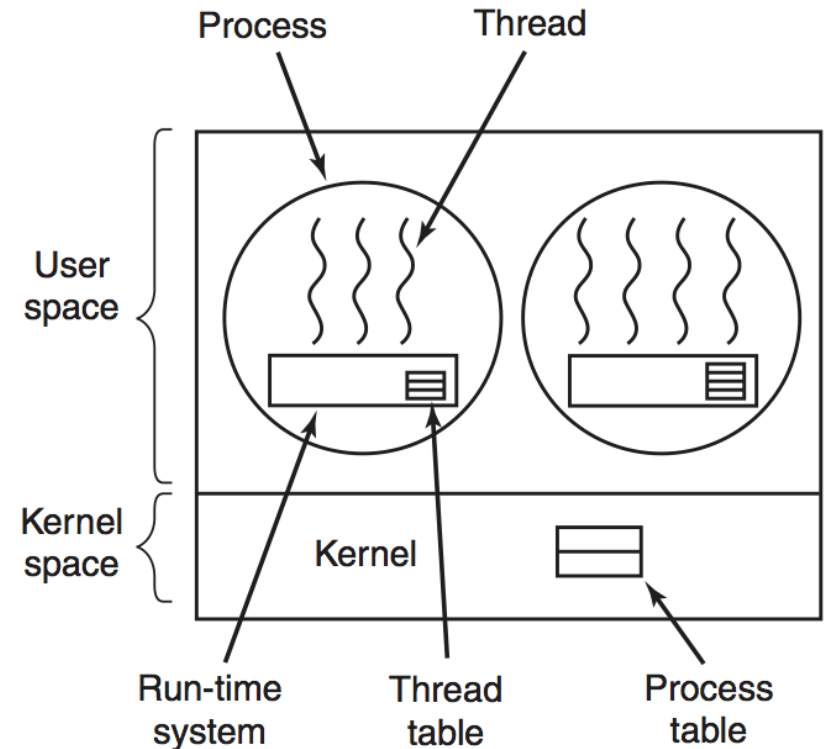 Process
Thread
User
space
Kernel
space
Kernel
Run-time
system
Thread
table
Process
table